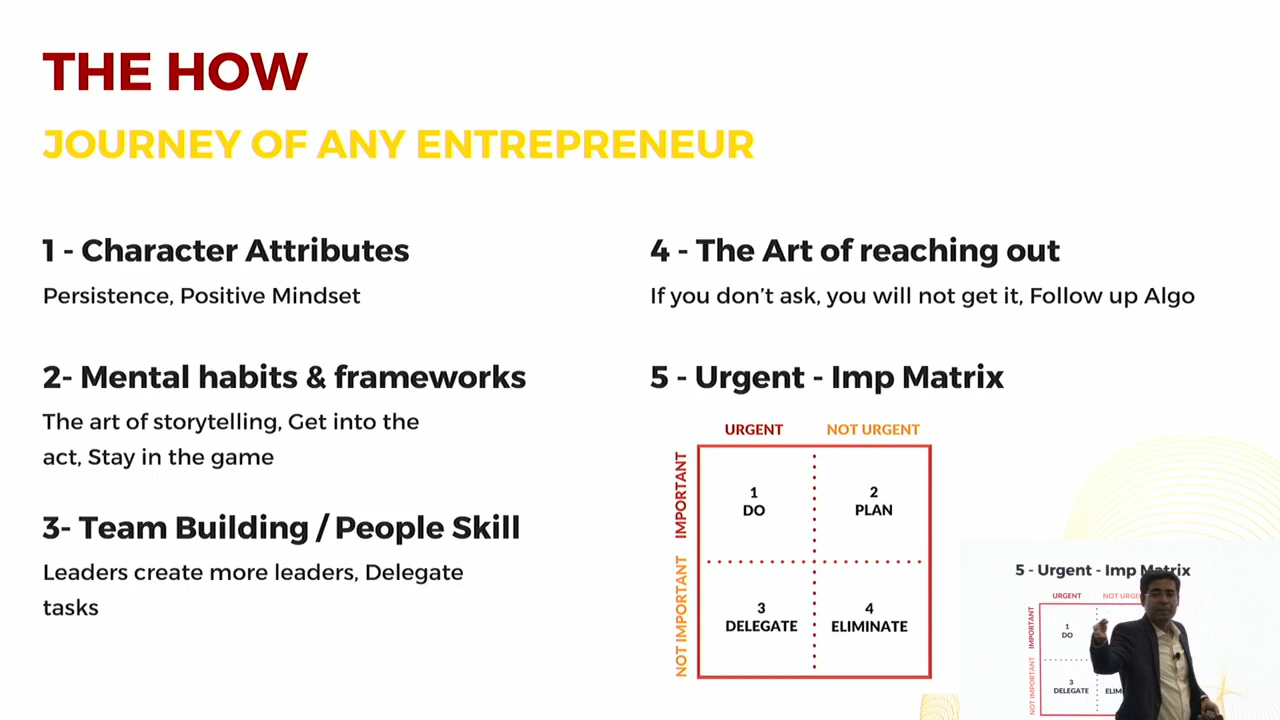 THE HOW
JOURNEY OF ANY ENTREPRENEUR
1 - Character Attributes
Persistence, Positive Mindset
2- Mental habits & frameworks
The art of storytelling, Get into the
act, Stay in the game
3- Team Building / People Skill
Leaders create more leaders, Delegate
tasks
4 - The Art of reaching out
If you don’t ask, you will not get it, Follow up Algo
5 - Urgent - Imp Matrix
URGENT NOT URGENT
IMPORTANT
1
DO
2
PLAN
NOT IMPORTANT
3
DELEGATE
4
ELIMINATE
5 - Urgent - Imp Matrix
URGENT NOT
IMPORTANT
1
DO
NOT IMPORTANT
3
DELEGATE